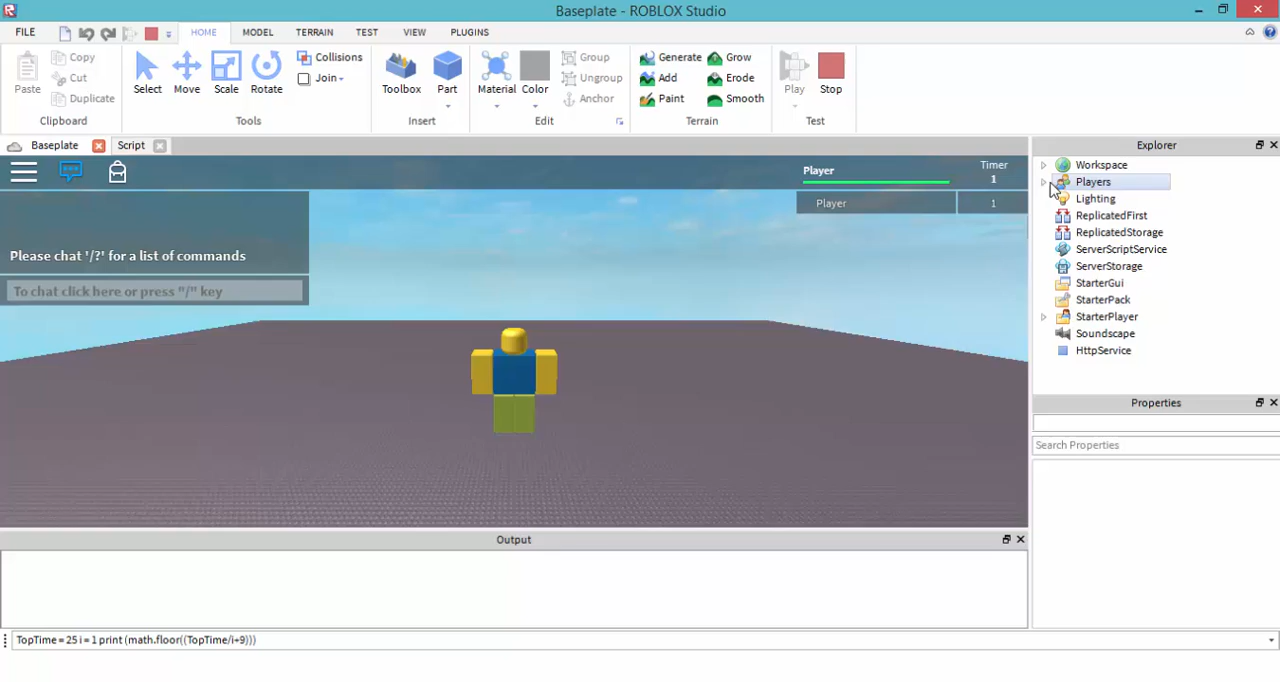 Baseplate - ROBLOX Studio
FILE HOME MODEL TERRAIN TEST VIEW PLUGINS
Paste Copy Cut Duplicate Select Move Scale Rotate Collisions Join Toolbox Part Material Color Group Ungroup Anchor Generate Add Paint Grow Erode Smooth Play Stop
Clipboard Tools Insert Edit Terrain Test
Baseplate Script Explorer
Player Timer
1
Player 1
Please chat '/?' for a list of commands
To chat click here or press "/" key
Workspace
Players
Lighting
ReplicatedFirst
ReplicatedStorage
ServerScriptService
ServerStorage
StarterGui
StarterPack
StarterPlayer
Soundscape
HttpService
Properties
Search Properties
Output
TopTime = 25 i = 1 print (math.floor((TopTime/i+9)))